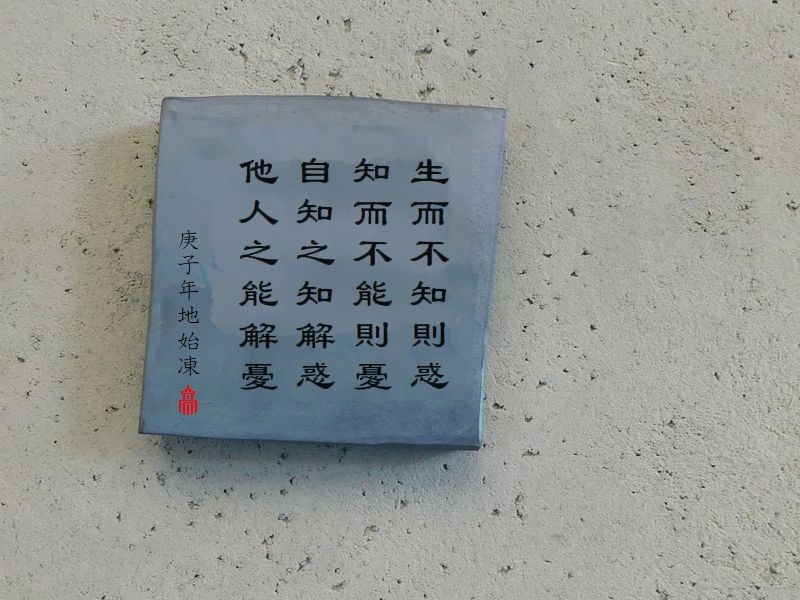 生而不知則惑
知而不能則憂
自知之知解惑
他人之能解憂
庚子年地始凍